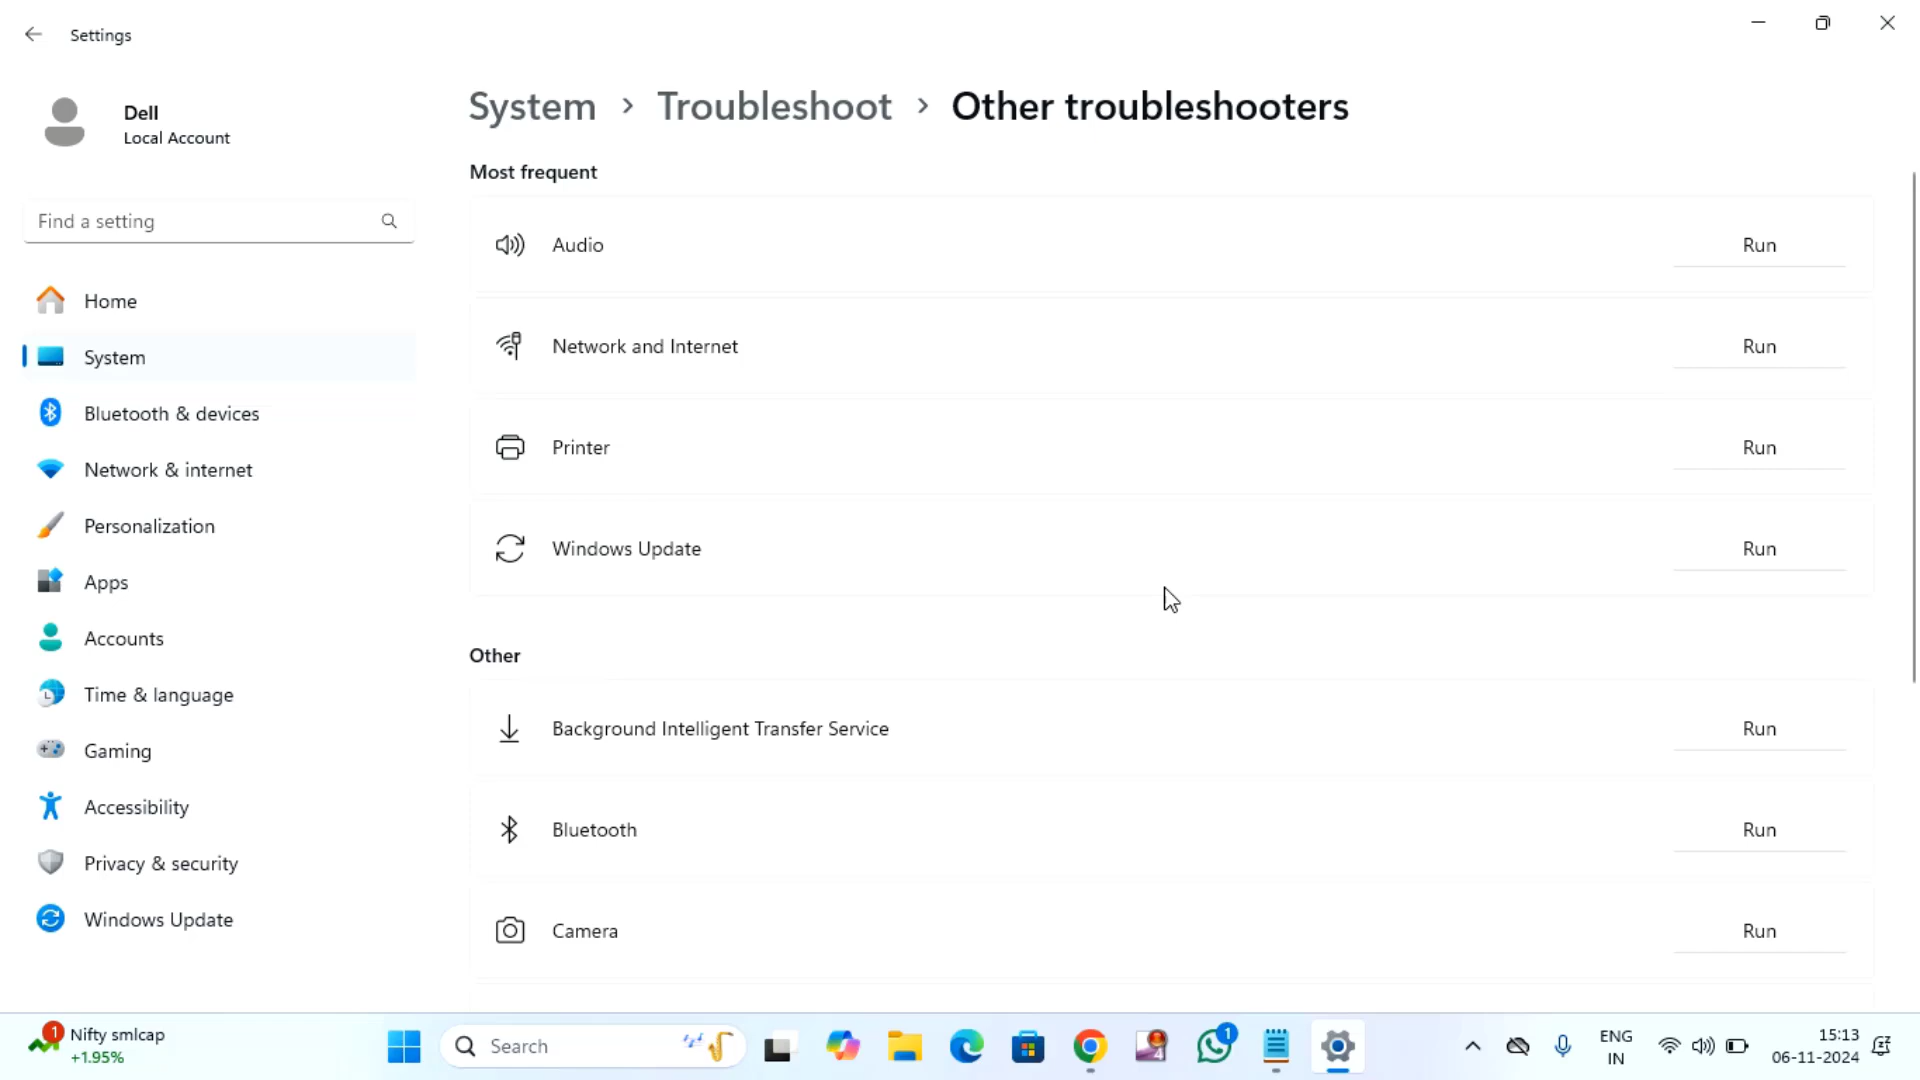 Settings
Dell
Local Account
Find a setting
Home
System
Bluetooth & devices
Network & internet
Personalization
Apps
Accounts
Time & language
Gaming
Accessibility
Privacy & security
Windows Update
System > Troubleshoot > Other troubleshooters
Most frequent
Audio Run
Network and Internet Run
Printer Run
Windows Update Run
Other
Background Intelligent Transfer Service Run
Bluetooth Run
Camera Run
1
Nifty smlcap
+1.95%
Search
4
1
ENG
IN
15:13
06-11-2024